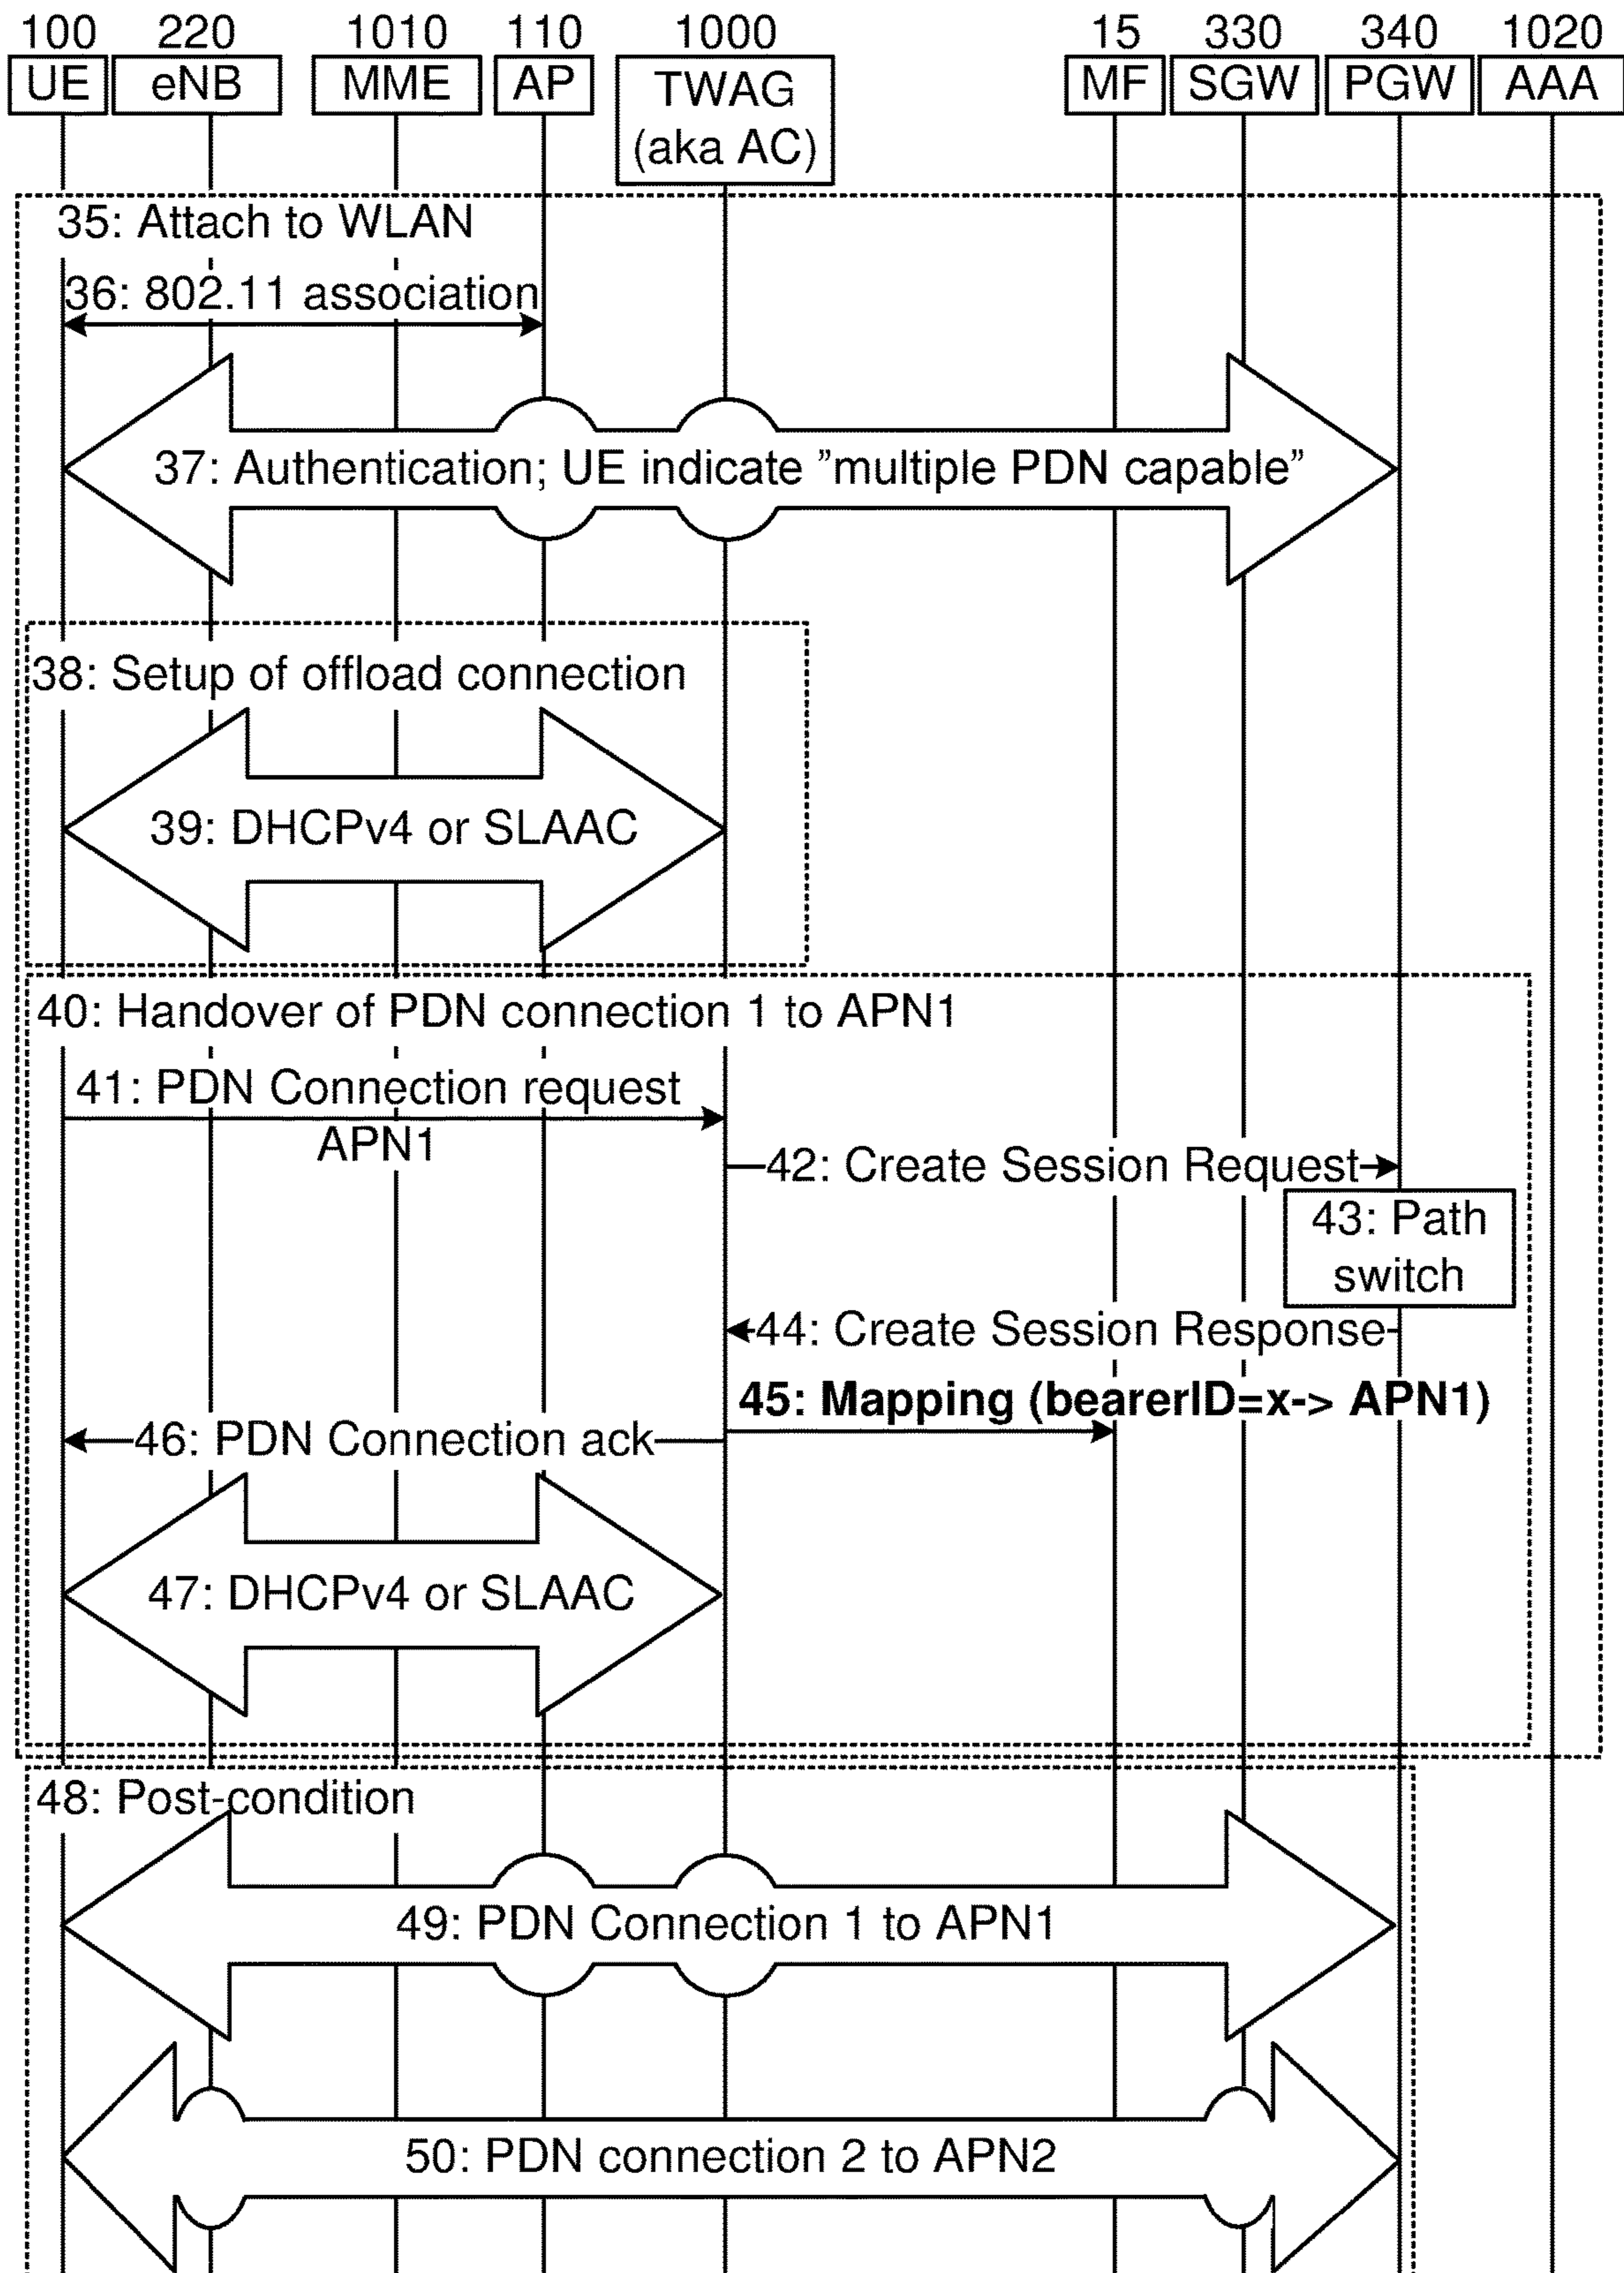 100 220 1010 110 1000 15 330 340 1020
UE eNB MME AP TWAG MF SGW PGW AAA
(aka AC)
35: Attach to WLAN
36: 802.11 association
37: Authentication; UE indicate ”multiple PDN capable”
38: Setup of offload connection
39: DHCPv4 or SLAAC
40: Handover of PDN connection 1 to APN1
41: PDN Connection request
APN1
42: Create Session Request
43: Path
switch
44: Create Session Response
45: Mapping (bearerID=x-> APN1)
46: PDN Connection ack
47: DHCPv4 or SLAAC
48: Post-condition
49: PDN Connection 1 to APN1
50: PDN connection 2 to APN2